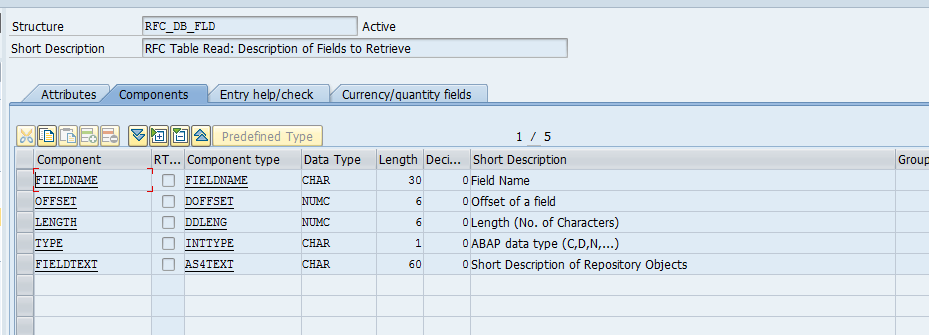 Structure RFC_DB_FLD Active
Short Description RFC Table Read: Description of Fields to Retrieve
Attributes Components Entry help/check Currency/quantity fields
Predefined Type 1 / 5
Component RT... Component type Data Type Length Deci... Short Description Group
FIELDNAME FIELDNAME CHAR 30 0 Field Name
OFFSET DOFFSET NUMC 6 0 Offset of a field
LENGTH DDLENG NUMC 6 0 Length (No. of Characters)
TYPE INTTYPE CHAR 1 0 ABAP data type (C,D,N,...)
FIELDTEXT AS4TEXT CHAR 60 0 Short Description of Repository Objects